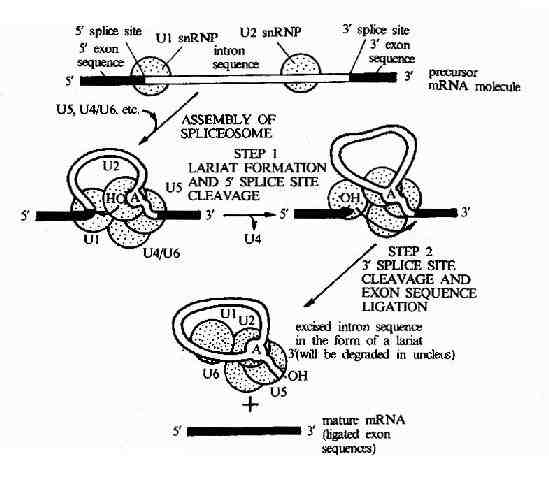 5' splice site
U1 snRNP
U2 snRNP
3' splice site
5' exon
sequence
intron
sequence
3' exon
sequence
5'
3'
precursor
mRNA molecule
U5, U4/U6. etc.
ASSEMBLY OF
SPLICEOSOME
STEP 1
LARIAT FORMATION
AND 5' SPLICE SITE
CLEAVAGE
U2
HO
A
U5
5'
3'
U1
U4/U6
U4
OH
A
5'
3'
STEP 2
3' SPLICE SITE
CLEAVAGE AND
EXON SEQUENCE
LIGATION
U1
U2
A
U6
U5
3'
-OH
excised intron sequence
in the form of a lariat
(will be degraded in uncleus)
+
5'
3'
mature mRNA
(ligated exon
sequences)